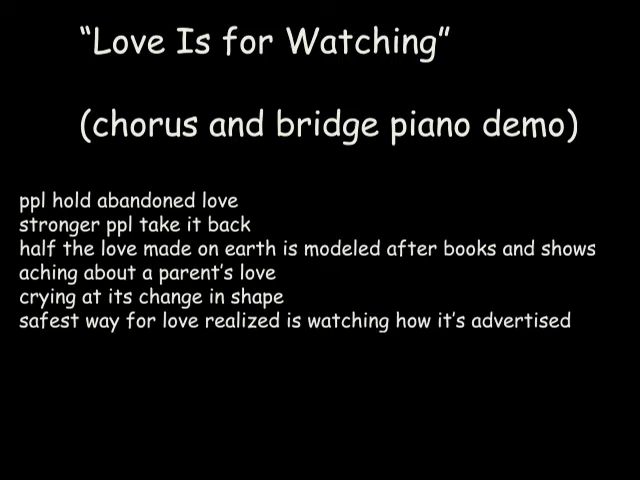 “Love Is for Watching”
(chorus and bridge piano demo)
ppl hold abandoned love
stronger ppl take it back
half the love made on earth is modeled after books and shows
aching about a parent’s love
crying at its change in shape
safest way for love realized is watching how it’s advertised